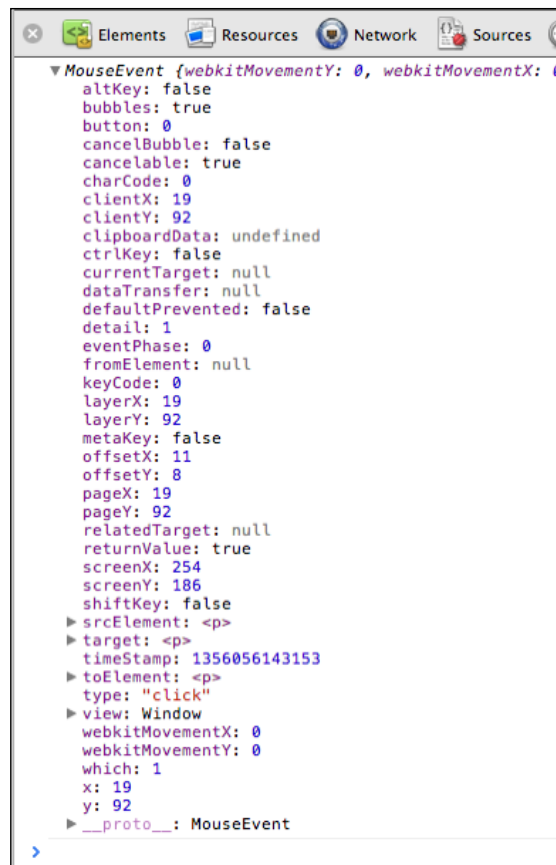 Elements Resources Network Sources
▼MouseEvent {webkitMovementY: 0, webkitMovementX: 0
altKey: false
bubbles: true
button: 0
cancelBubble: false
cancelable: true
charCode: 0
clientX: 19
clientY: 92
clipboardData: undefined
ctrlKey: false
currentTarget: null
dataTransfer: null
defaultPrevented: false
detail: 1
eventPhase: 0
fromElement: null
keyCode: 0
layerX: 19
layerY: 92
metaKey: false
offsetX: 11
offsetY: 8
pageX: 19
pageY: 92
relatedTarget: null
returnValue: true
screenX: 254
screenY: 186
shiftKey: false
▶srcElement: <p>
▶target: <p>
timeStamp: 1356056143153
▶toElement: <p>
type: "click"
▶view: Window
webkitMovementX: 0
webkitMovementY: 0
which: 1
x: 19
y: 92
▶__proto__: MouseEvent
>